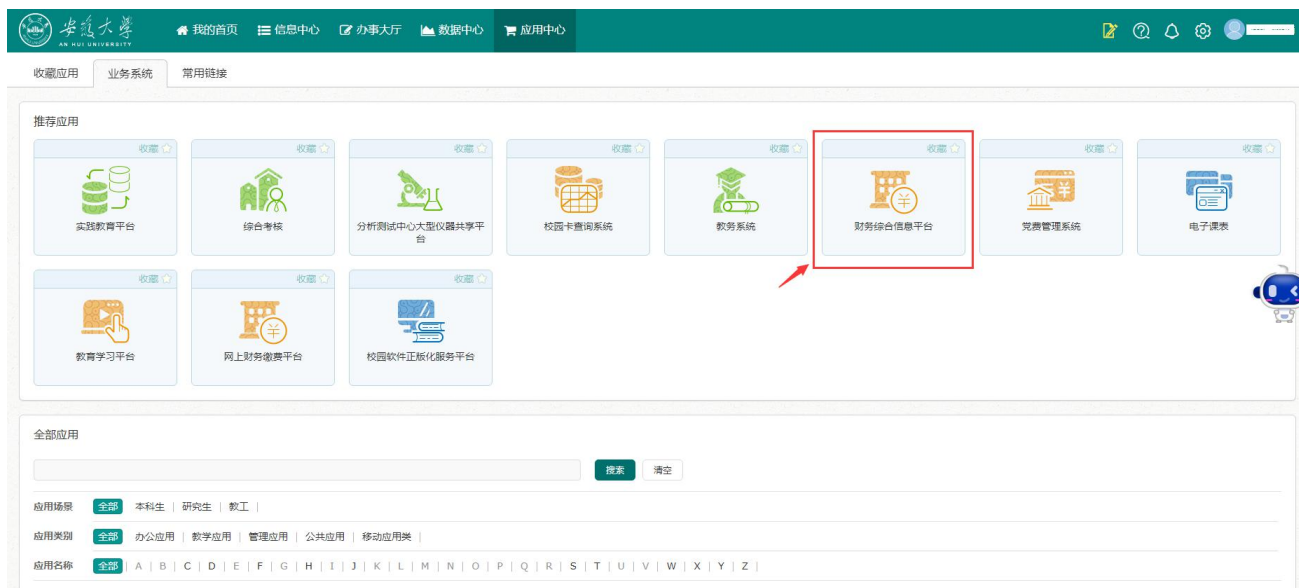 安徽大學 我的首页 信息中心 办事大厅 数据中心 应用中心
AN HUI UNIVERSITY
收藏应用 业务系统 常用链接
推荐应用
收藏 收藏 收藏 收藏 收藏 收藏 收藏 收藏
实践教育平台 综合考核 分析测试中心大型仪器共享平 校园卡查询系统 教务系统 财务综合信息平台 党费管理系统 电子课表
台
收藏 收藏 收藏
教育学习平台 网上财务缴费平台 校园软件正版化服务平台
全部应用
搜索 清空
应用场景 全部 本科生 | 研究生 | 教工 |
应用类别 全部 办公应用 | 教学应用 | 管理应用 | 公共应用 | 移动应用类 |
应用名称 全部 | A | B | C | D | E | F | G | H | I | J | K | L | M | N | O | P | Q | R | S | T | U | V | W | X | Y | Z |